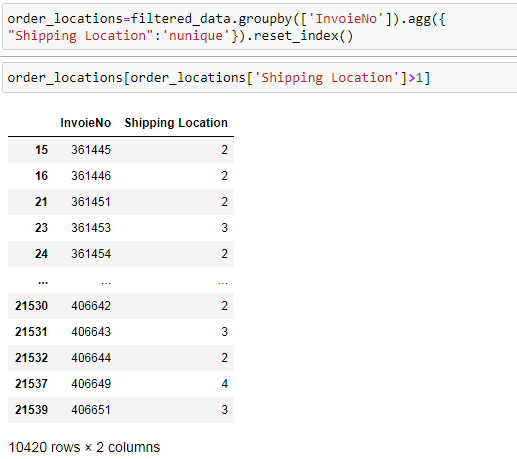 order_locations=filtered_data.groupby(['InvoieNo']).agg({
"Shipping Location":'nunique'}).reset_index()
order_locations[order_locations['Shipping Location']>1]
InvoieNo Shipping Location
15 361445 2
16 361446 2
21 361451 2
23 361453 3
24 361454 2
... ... ...
21530 406642 2
21531 406643 3
21532 406644 2
21537 406649 4
21539 406651 3
10420 rows × 2 columns